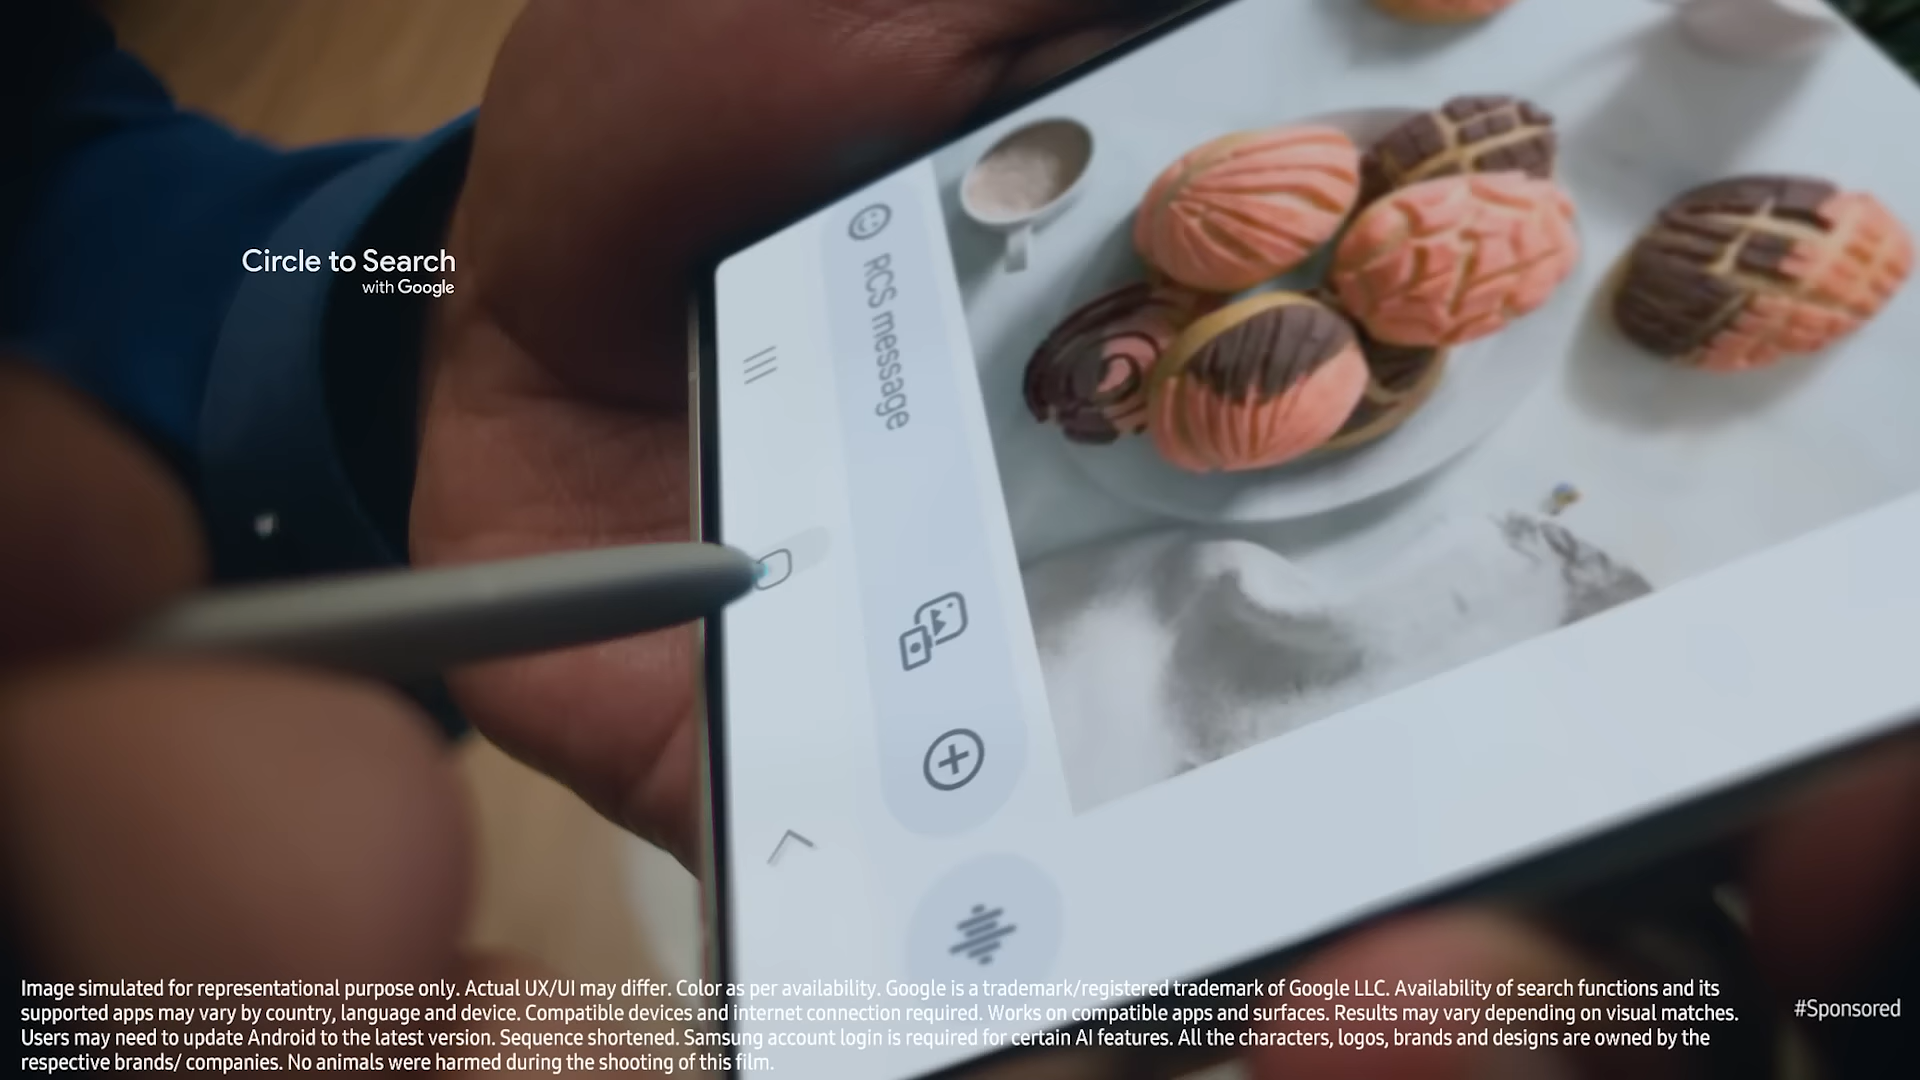 Circle to Search
with Google
RCS message
Image simulated for representational purpose only. Actual UX/UI may differ. Color as per availability. Google is a trademark/registered trademark of Google LLC. Availability of search functions and its
supported apps may vary by country, language and device. Compatible devices and internet connection required. Works on compatible apps and surfaces. Results may vary depending on visual matches.
Users may need to update Android to the latest version. Sequence shortened. Samsung account login is required for certain AI features. All the characters, logos, brands and designs are owned by the
respective brands/ companies. No animals were harmed during the shooting of this film.
#Sponsored